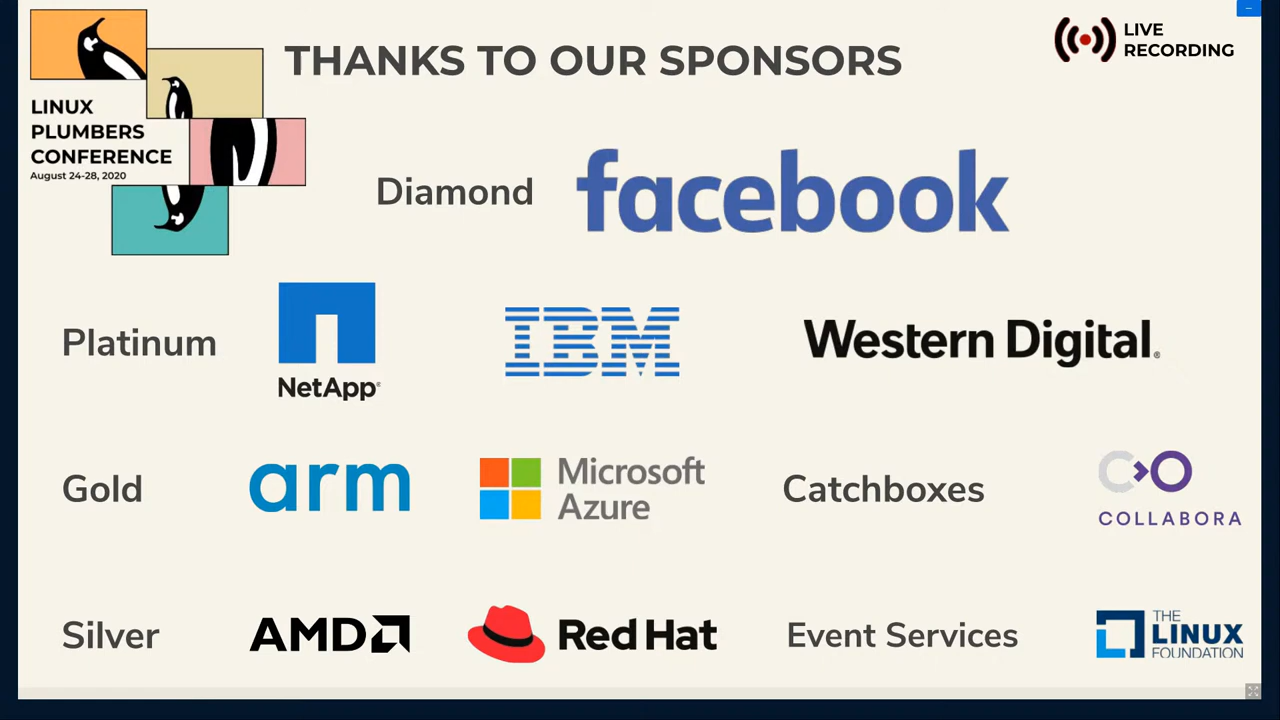 THANKS TO OUR SPONSORS
LIVE
RECORDING
LINUX
PLUMBERS
CONFERENCE
August 24-28, 2020
Diamond
facebook
Platinum
NetApp®
IBM
Western Digital®
Gold
arm
Microsoft
Azure
Catchboxes
COLLABORA
Silver
AMD
Red Hat
Event Services
THE
LINUX
FOUNDATION